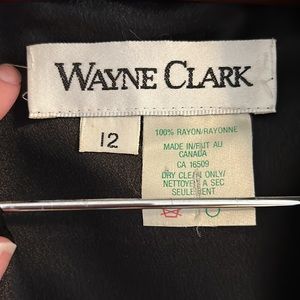 WAYNE CLARK
12
100% RAYON/RAYONNE
MADE IN/FAIT AU
CANADA
CA 16509
DRY CLEAN ONLY/
NETTOYER A SEC
SEULEMENT